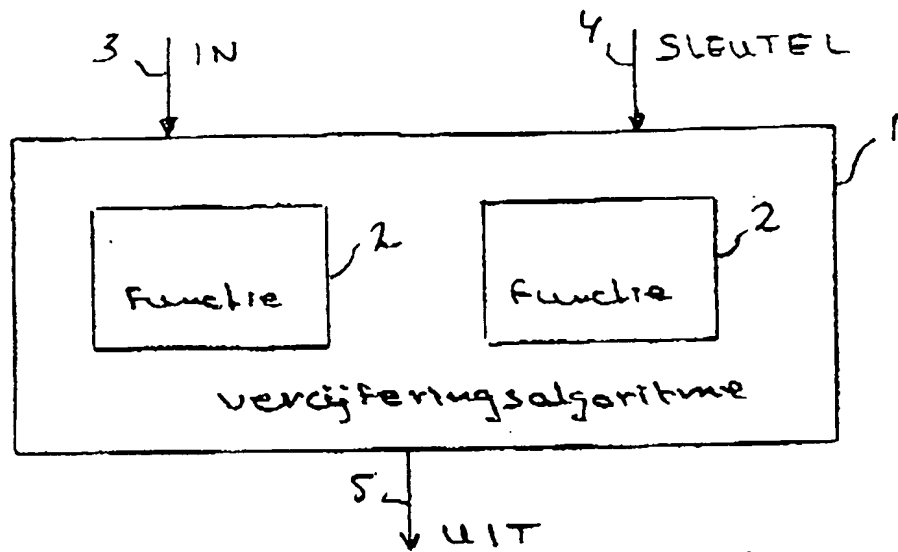 3 IN 4 SLEUTEL
1
2 2
Functie Functie
vercijferingsalgoritme
5
UIT